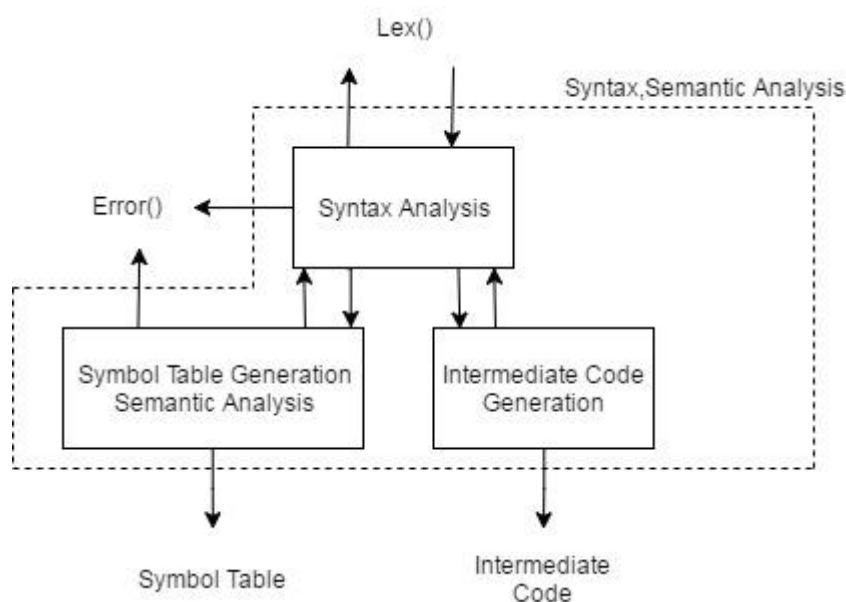 Lex()
Syntax,Semantic Analysis
Syntax Analysis
Error()
Symbol Table Generation
Semantic Analysis
Intermediate Code
Generation
Symbol Table
Intermediate
Code